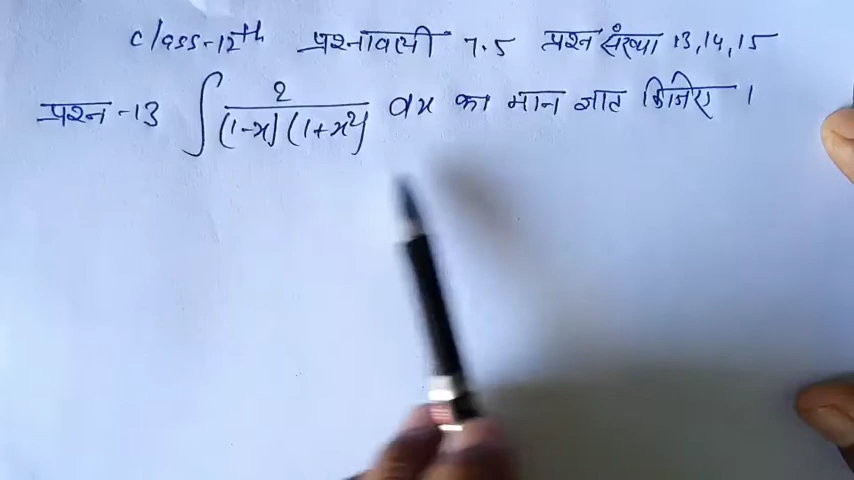 class-12th प्रश्नावली 7.5 प्रश्न संख्या 13,14,15
प्रश्न -13 ∫ 2/(1-x)(1+x²) dx का मान ज्ञात किजिए ।